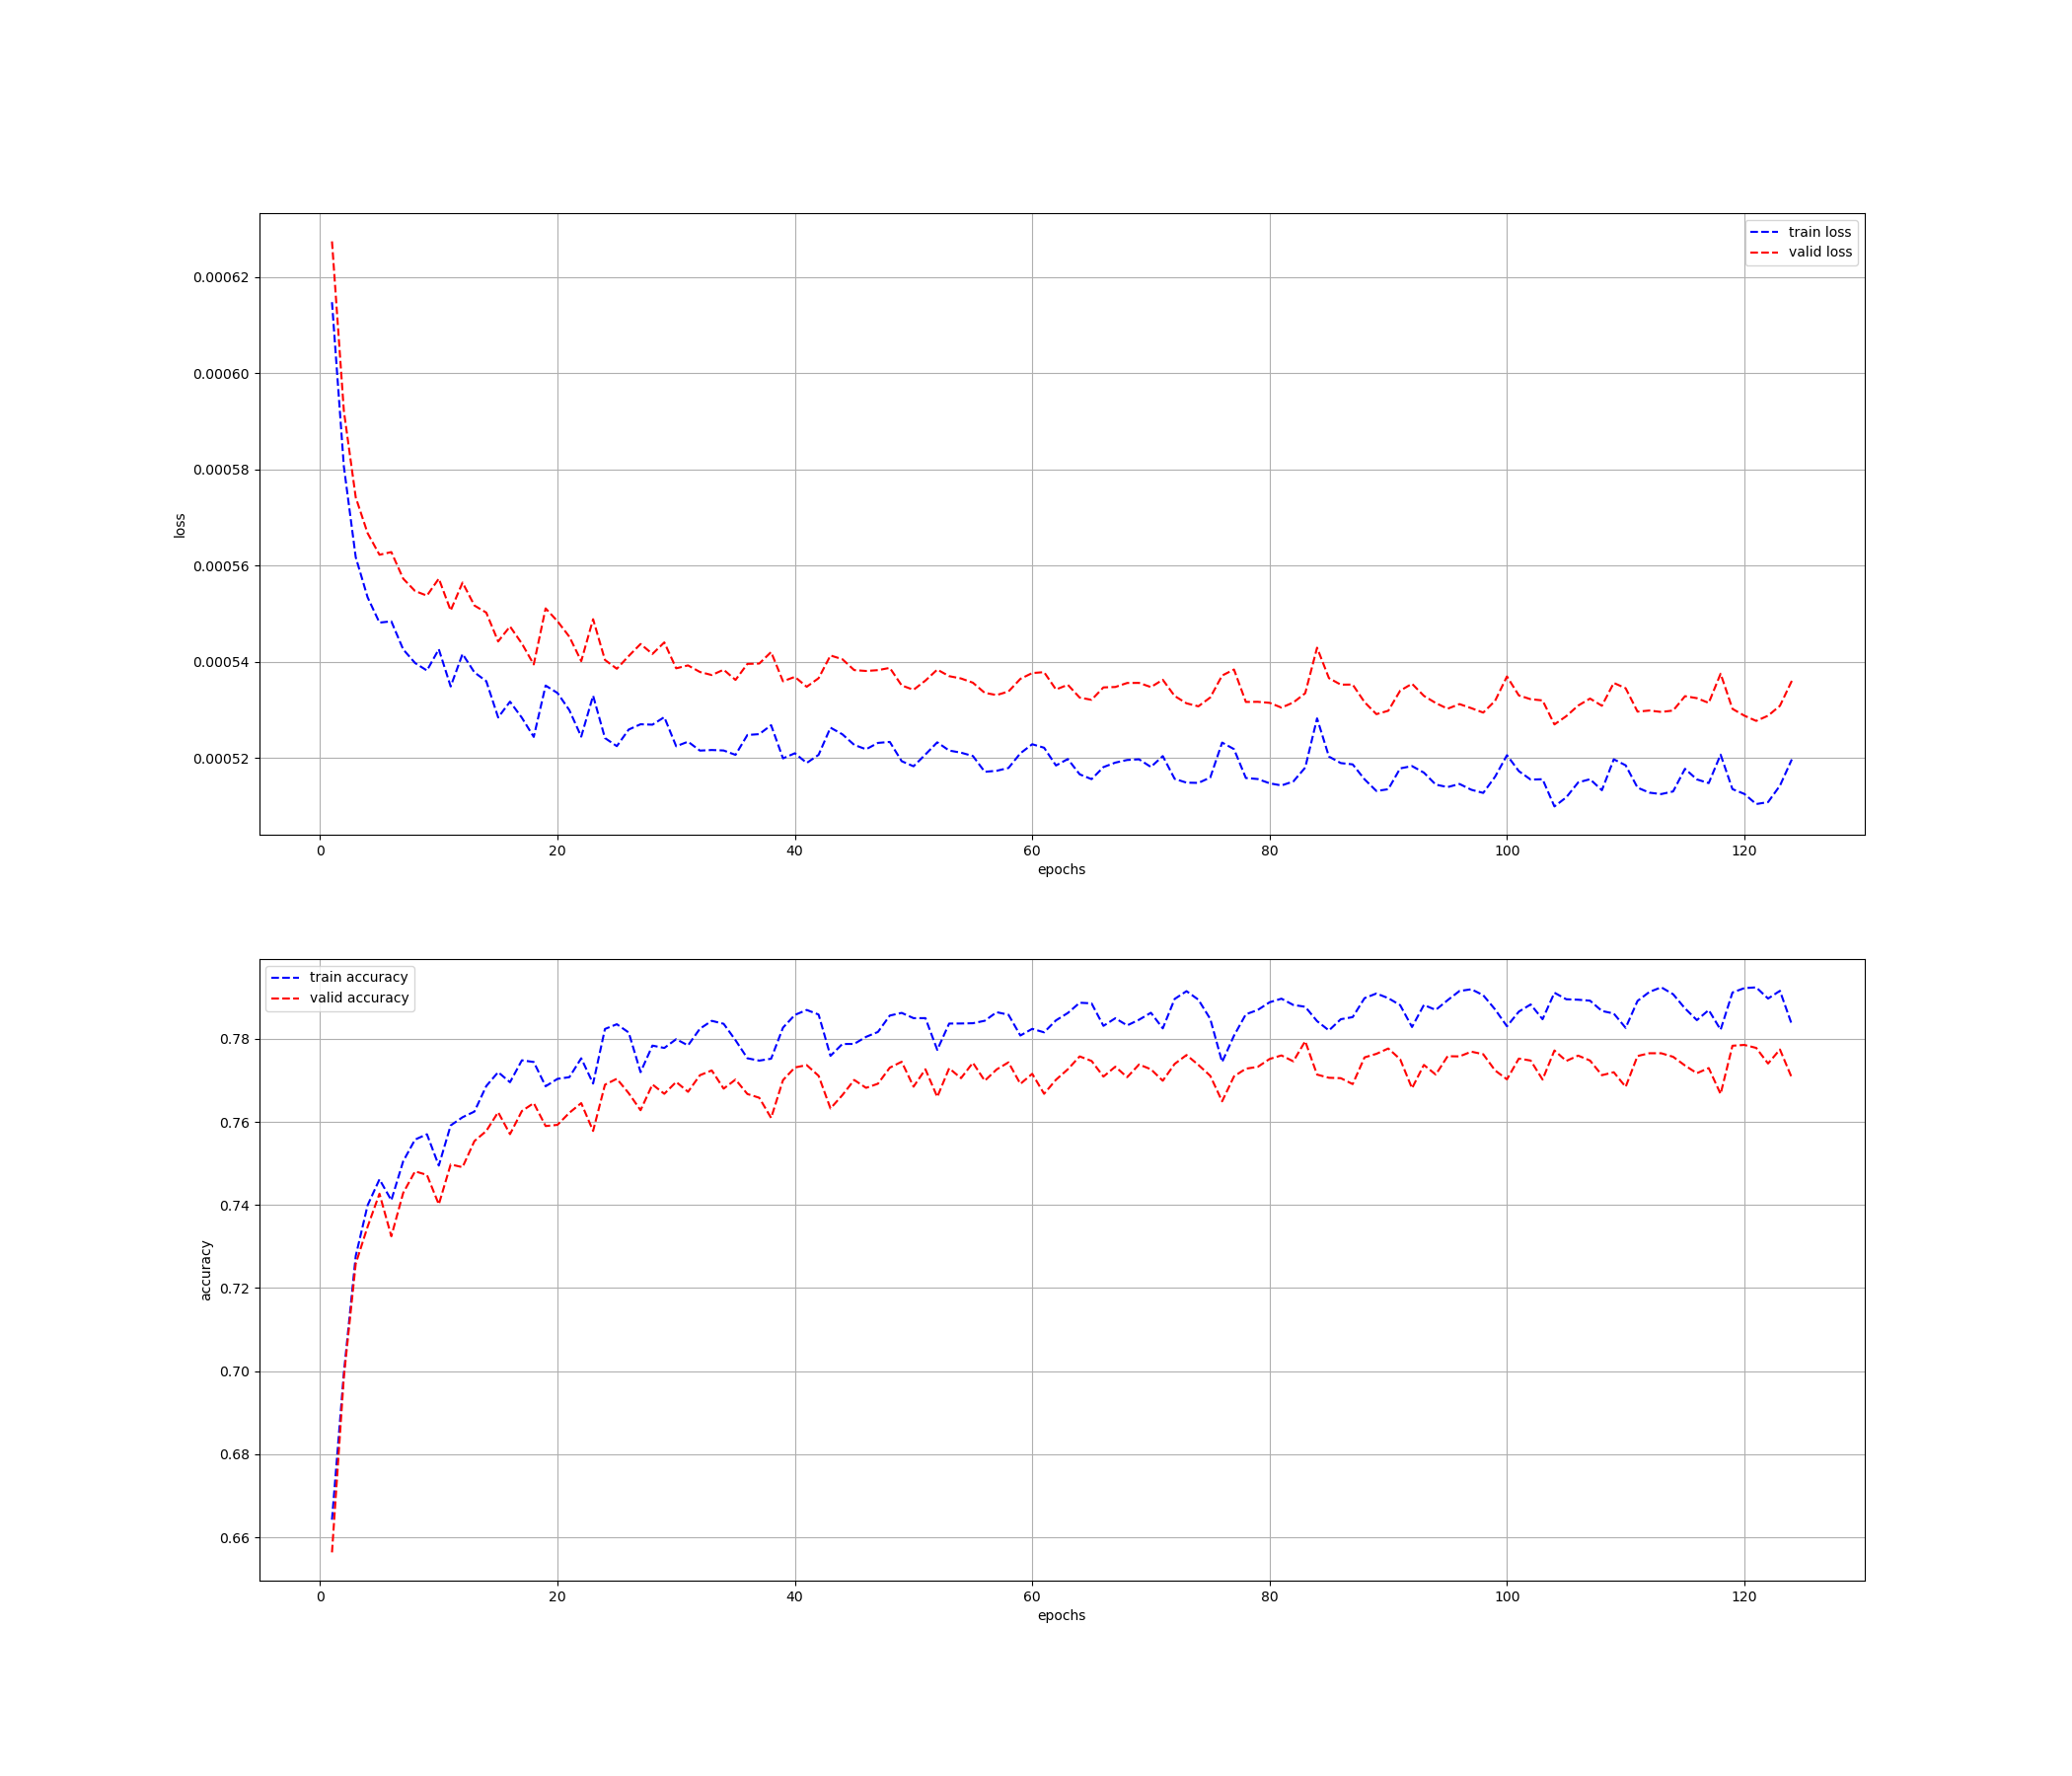 train loss
valid loss
0.00062
0.00060
0.00058
0.00056
0.00054
0.00052
loss
0 20 40 60 80 100 120
epochs
train accuracy
valid accuracy
0.78
0.76
0.74
0.72
0.70
0.68
0.66
accuracy
0 20 40 60 80 100 120
epochs